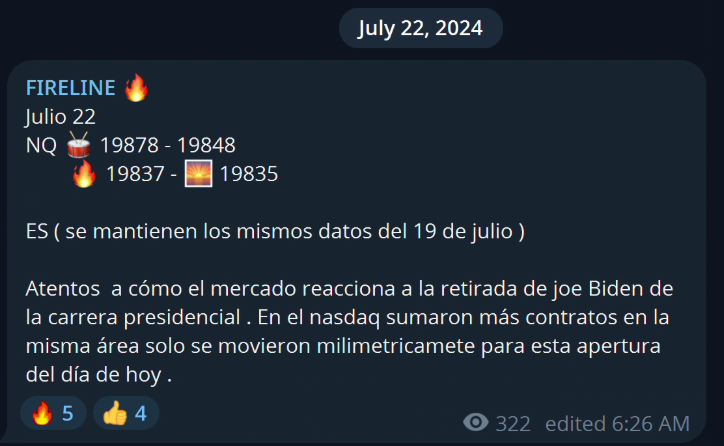 July 22, 2024
FIRELINE 🔥
Julio 22
NQ 🥁 19878 - 19848
🔥 19837 - 🌅 19835
ES ( se mantienen los mismos datos del 19 de julio )
Atentos a cómo el mercado reacciona a la retirada de joe Biden de
la carrera presidencial . En el nasdaq sumaron más contratos en la
misma área solo se movieron milimetricamete para esta apertura
del día de hoy .
🔥 5 👍 4 322 edited 6:26 AM